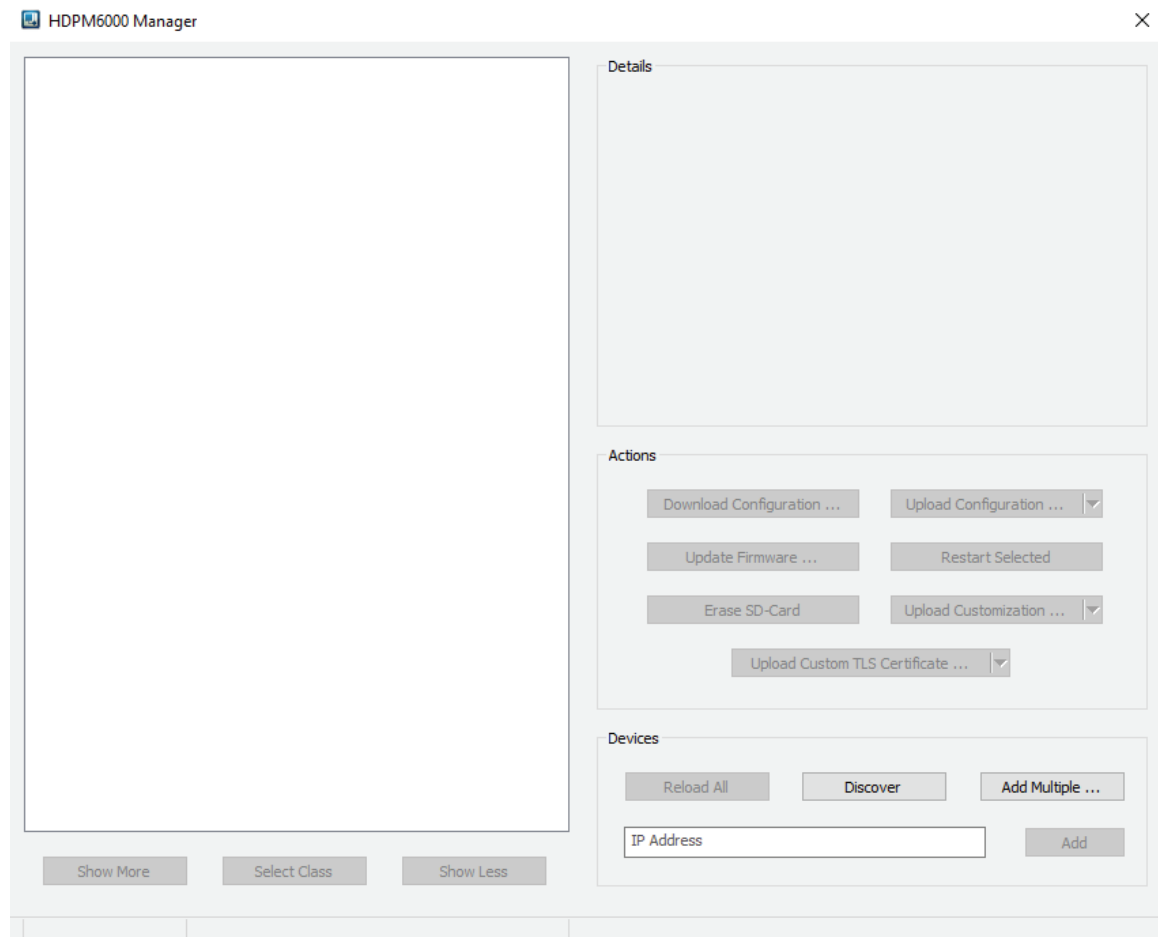 HDPM6000 Manager
Details
Actions
Download Configuration ...
Upload Configuration ...
Update Firmware ...
Restart Selected
Erase SD-Card
Upload Customization ...
Upload Custom TLS Certificate ...
Devices
Reload All
Discover
Add Multiple ...
IP Address
Add
Show More
Select Class
Show Less